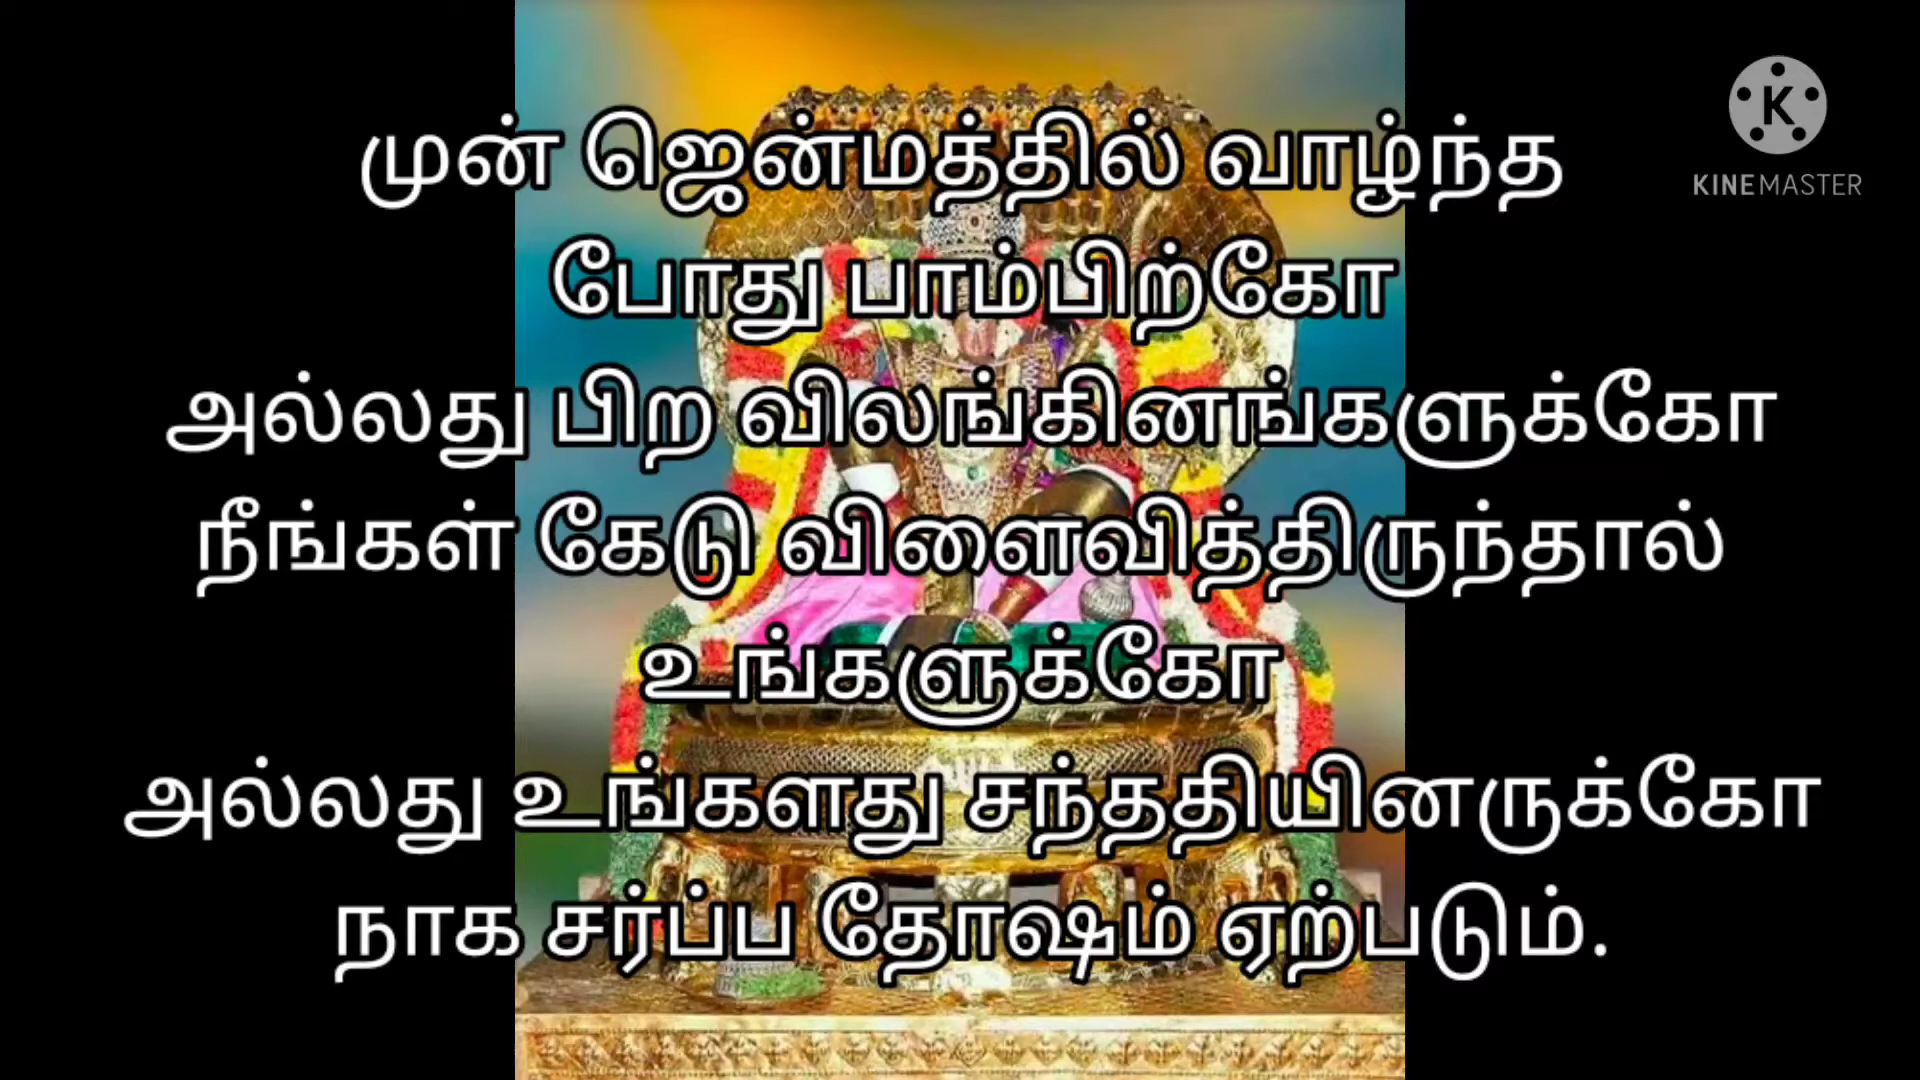 முன் ஜென்மத்தில் வாழ்ந்த
போது பாம்பிற்கோ
அல்லது பிற விலங்கினங்களுக்கோ
நீங்கள் கேடு விளைவித்திருந்தால்
உங்களுக்கோ
அல்லது உங்களது சந்ததியினருக்கோ
நாக சர்ப்ப தோஷம் ஏற்படும்.
K
KINEMASTER